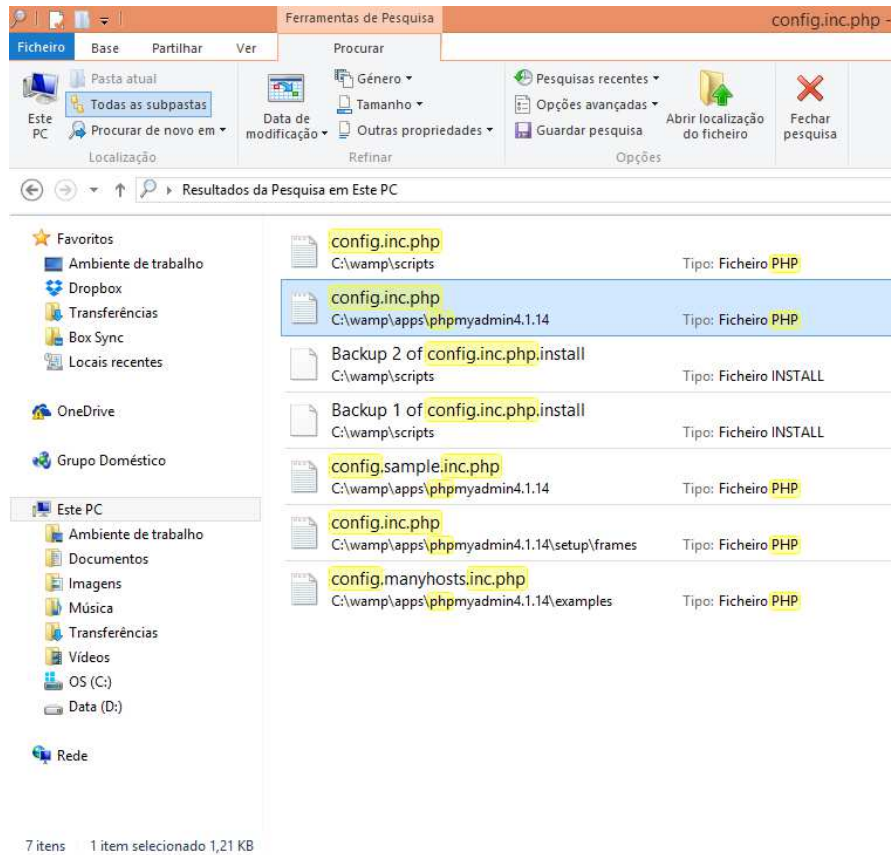 Ferramentas de Pesquisa
config.inc.php -
Ficheiro Base Partilhar Ver Procurar
Este PC
Pasta atual
Todas as subpastas
Procurar de novo em
Localização
Data de modificação
Género
Tamanho
Outras propriedades
Refinar
Pesquisas recentes
Opções avançadas
Guardar pesquisa
Abrir localização do ficheiro
Fechar pesquisa
Opções
Resultados da Pesquisa em Este PC
Favoritos
Ambiente de trabalho
Dropbox
Transferências
Box Sync
Locais recentes
OneDrive
Grupo Doméstico
Este PC
Ambiente de trabalho
Documentos
Imagens
Música
Transferências
Vídeos
OS (C:)
Data (D:)
Rede
config.inc.php
C:\wamp\scripts Tipo: Ficheiro PHP
config.inc.php
C:\wamp\apps\phpmyadmin4.1.14 Tipo: Ficheiro PHP
Backup 2 of config.inc.php.install
C:\wamp\scripts Tipo: Ficheiro INSTALL
Backup 1 of config.inc.php.install
C:\wamp\scripts Tipo: Ficheiro INSTALL
config.sample.inc.php
C:\wamp\apps\phpmyadmin4.1.14 Tipo: Ficheiro PHP
config.inc.php
C:\wamp\apps\phpmyadmin4.1.14\setup\frames Tipo: Ficheiro PHP
config.manyhosts.inc.php
C:\wamp\apps\phpmyadmin4.1.14\examples Tipo: Ficheiro PHP
7 itens 1 item selecionado 1,21 KB